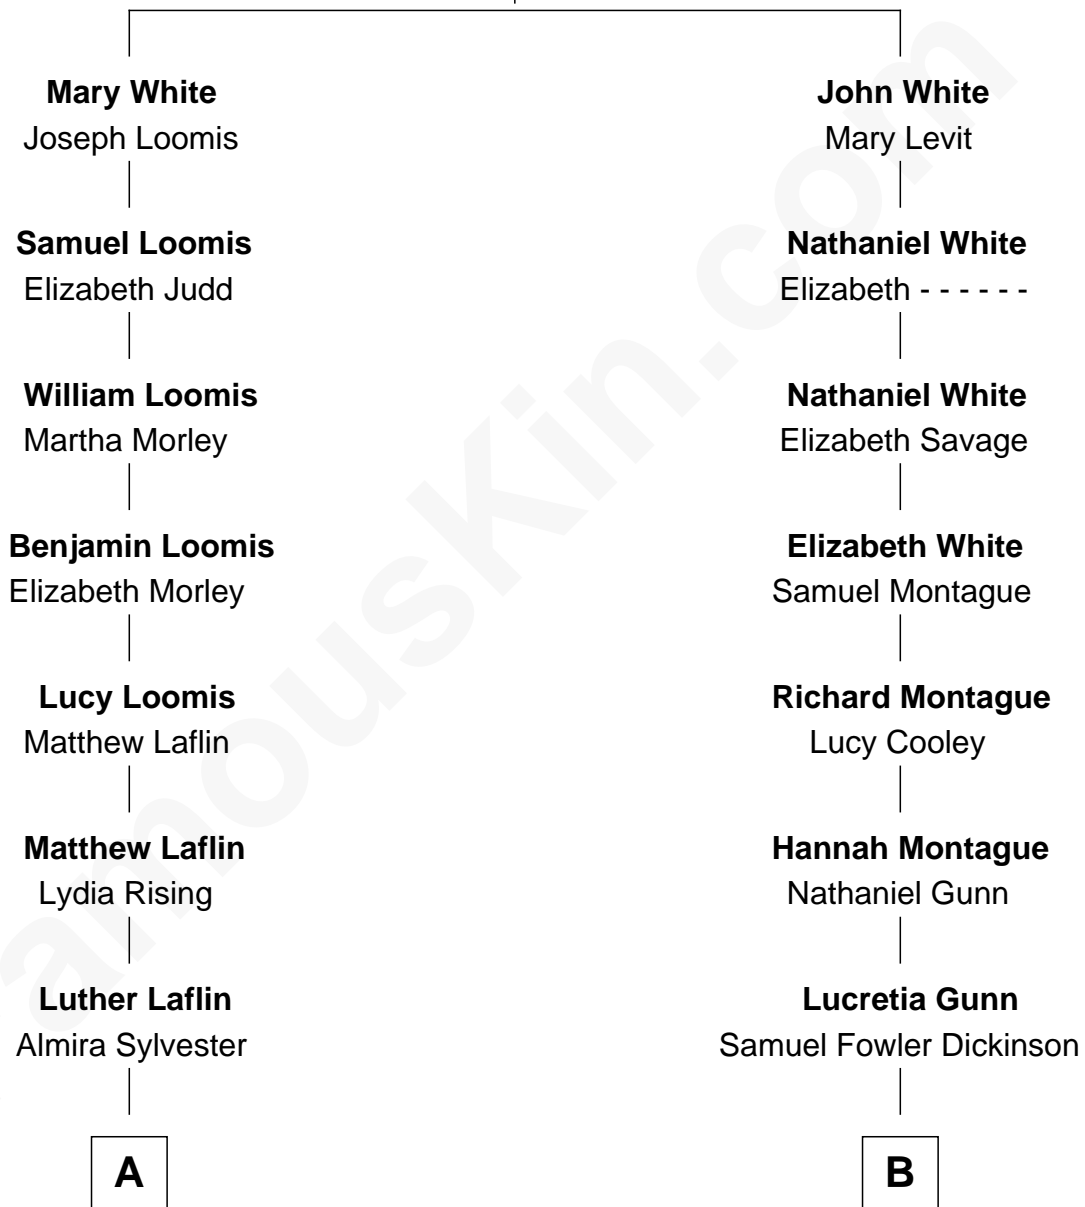 Mary White
Joseph Loomis
Samuel Loomis
Elizabeth Judd
William Loomis
Martha Morley
Benjamin Loomis
Elizabeth Morley
Lucy Loomis
Matthew Laflin
Matthew Laflin
Lydia Rising
Luther Laflin
Almira Sylvester
A
John White
Mary Levit
Nathaniel White
Elizabeth - - - - - -
Nathaniel White
Elizabeth Savage
Elizabeth White
Samuel Montague
Richard Montague
Lucy Cooley
Hannah Montague
Nathaniel Gunn
Lucretia Gunn
Samuel Fowler Dickinson
B
amouskin.com